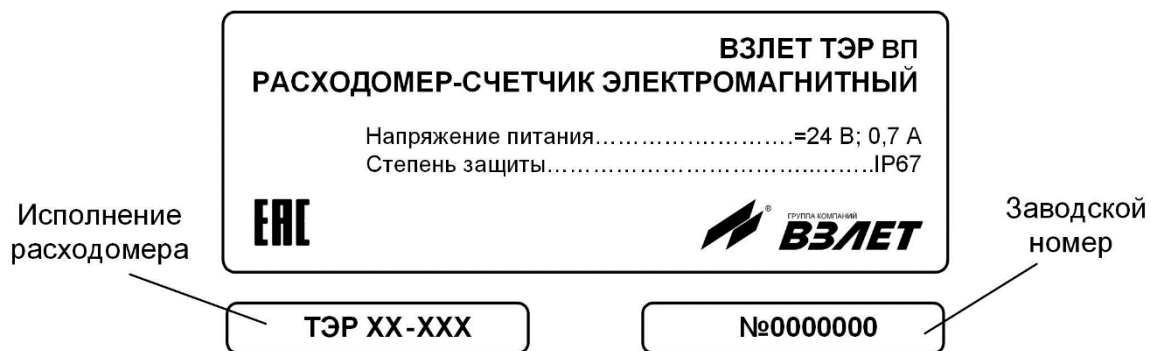 ВЗЛЕТ ТЭР ВП
РАСХОДОМЕР-СЧЕТЧИК ЭЛЕКТРОМАГНИТНЫЙ
Напряжение питания……………………….=24 В; 0,7 А
Степень защиты……………………………..……..IP67
EAC
®
ГРУППА КОМПАНИЙ
ВЗЛЕТ
Исполнение
расходомера
Заводской
номер
ТЭР ХХ-ХХХ
№0000000